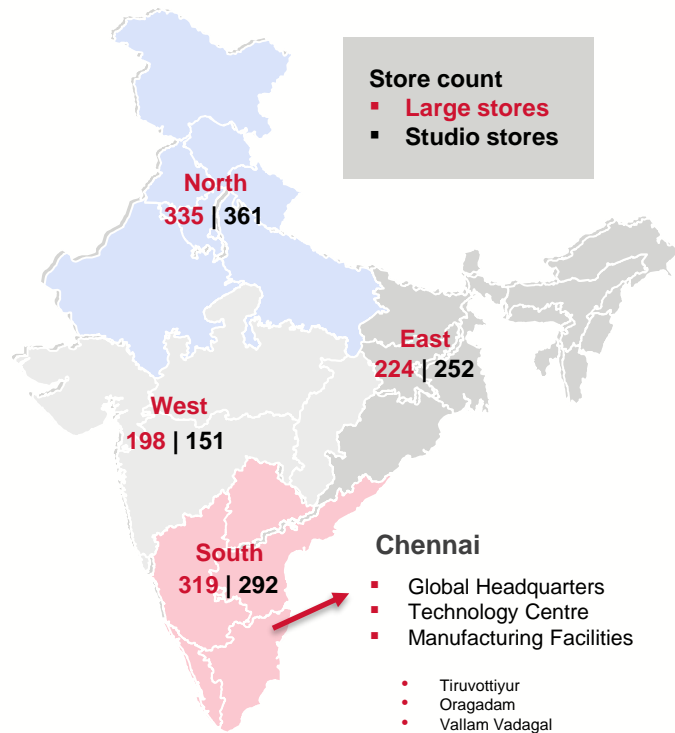 Store count
Large stores
Studio stores
North
335 | 361
East
224 | 252
West
198 | 151
South
319 | 292
Chennai
Global Headquarters
Technology Centre
Manufacturing Facilities
Tiruvottiyur
Oragadam
Vallam Vadagal